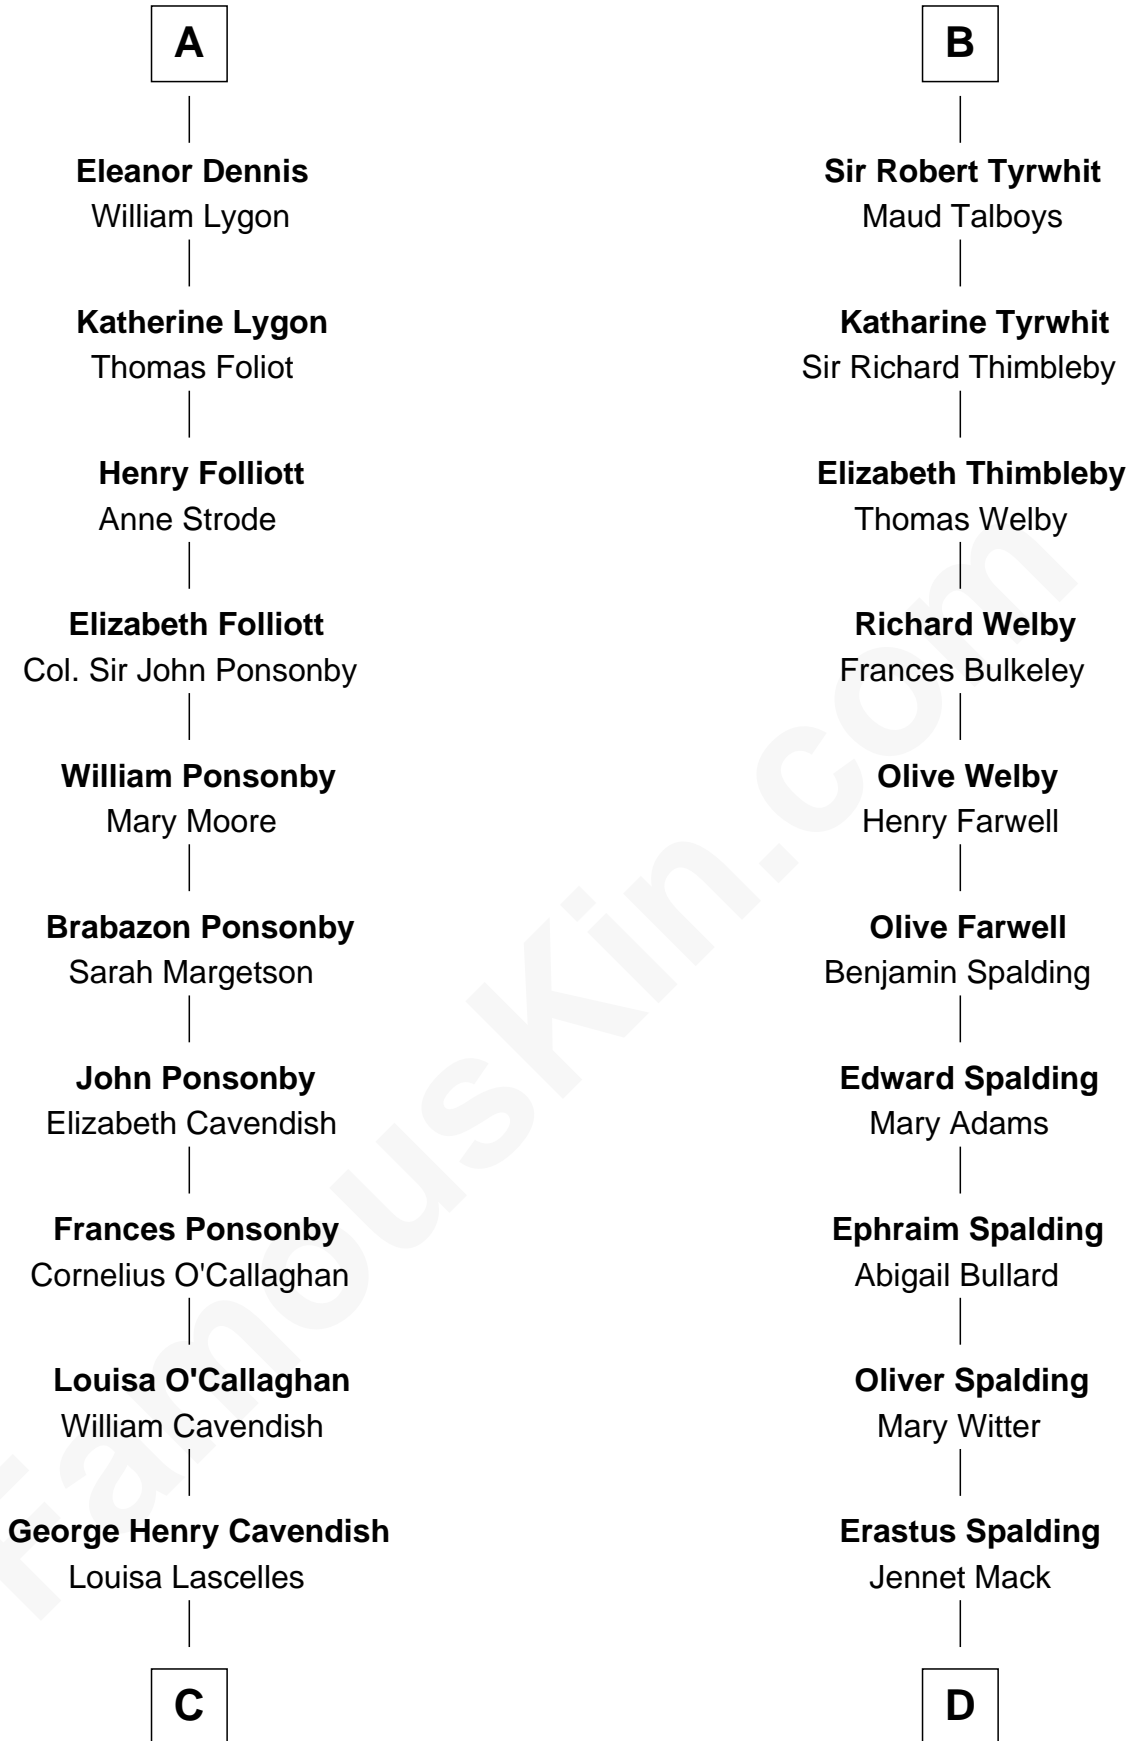 A
Eleanor Dennis
William Lygon
Katherine Lygon
Thomas Foliot
Henry Folliott
Anne Strode
Elizabeth Folliott
Col. Sir John Ponsonby
William Ponsonby
Mary Moore
Brabazon Ponsonby
Sarah Margetson
John Ponsonby
Elizabeth Cavendish
Frances Ponsonby
Cornelius O'Callaghan
Louisa O'Callaghan
William Cavendish
George Henry Cavendish
Louisa Lascelles
C
B
Sir Robert Tyrwhit
Maud Talboys
Katharine Tyrwhit
Sir Richard Thimbleby
Elizabeth Thimbleby
Thomas Welby
Richard Welby
Frances Bulkeley
Olive Welby
Henry Farwell
Olive Farwell
Benjamin Spalding
Edward Spalding
Mary Adams
Ephraim Spalding
Abigail Bullard
Oliver Spalding
Mary Witter
Erastus Spalding
Jennet Mack
D
FamousKin.com